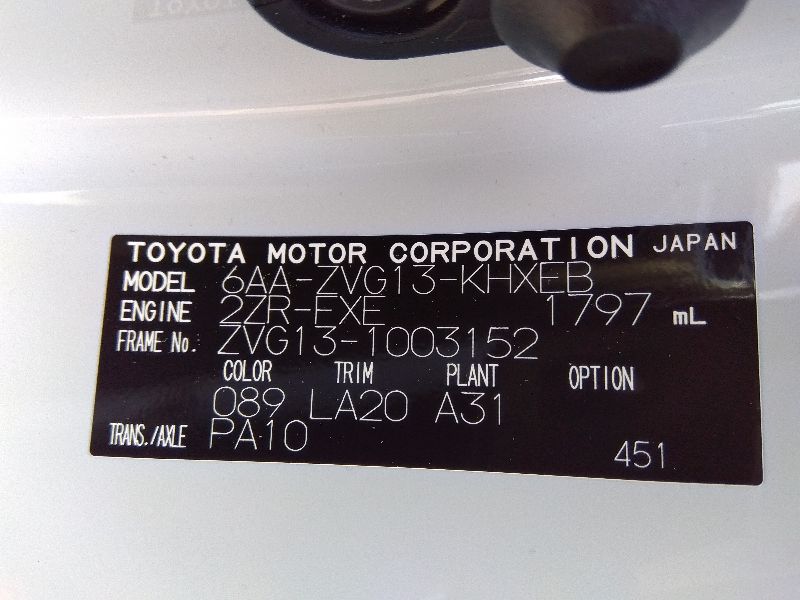 TOYOTA MOTOR CORPORATION JAPAN
MODEL 6AA-ZVG13-KHXEB
ENGINE 2ZR-EXE 1797 mL
FRAME No. ZVG13-1003152
COLOR TRIM PLANT OPTION
089 LA20 A31
TRANS./AXLE PA10
451